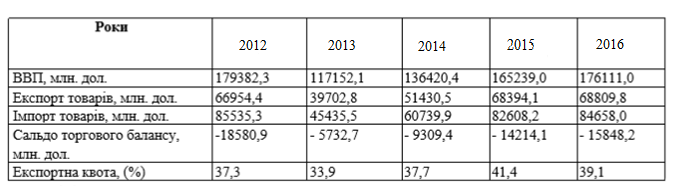 Роки
2012 2013 2014 2015 2016
ВВП, млн. дол. 179382,3 117152,1 136420,4 165239,0 176111,0
Експорт товарів, млн. дол. 66954,4 39702,8 51430,5 68394,1 68809,8
Імпорт товарів, млн. дол. 85535,3 45435,5 60739,9 82608,2 84658,0
Сальдо торгового балансу, -18580,9 - 5732,7 - 9309,4 - 14214,1 - 15848,2
млн. дол.
Експортна квота, (%) 37,3 33,9 37,7 41,4 39,1